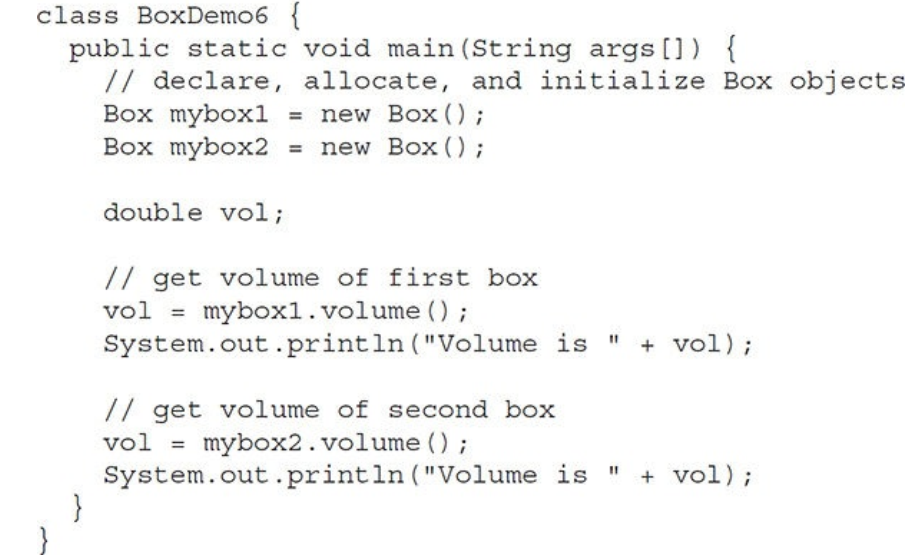 class BoxDemo6 {
  public static void main(String args[]) {
    // declare, allocate, and initialize Box objects
    Box mybox1 = new Box();
    Box mybox2 = new Box();

    double vol;

    // get volume of first box
    vol = mybox1.volume();
    System.out.println("Volume is " + vol);

    // get volume of second box
    vol = mybox2.volume();
    System.out.println("Volume is " + vol);
  }
}